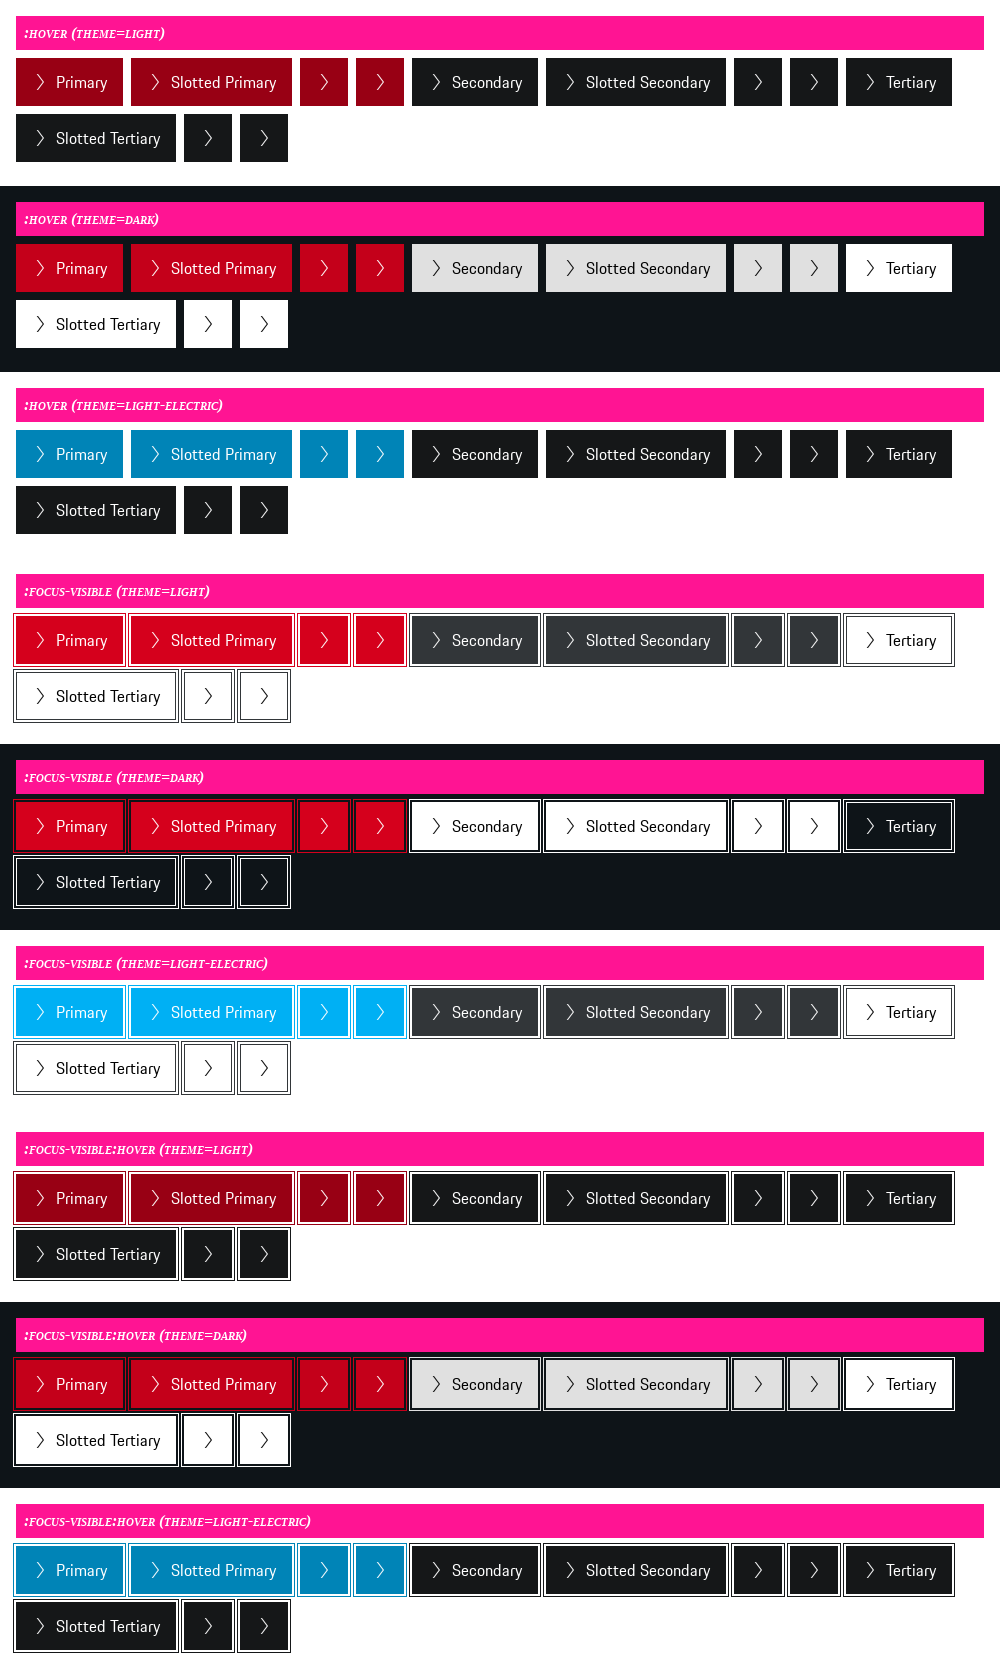 :hover (theme=light)
Primary Slotted Primary Secondary Slotted Secondary Tertiary
Slotted Tertiary
:hover (theme=dark)
Primary Slotted Primary Secondary Slotted Secondary Tertiary
Slotted Tertiary
:hover (theme=light-electric)
Primary Slotted Primary Secondary Slotted Secondary Tertiary
Slotted Tertiary
:focus-visible (theme=light)
Primary Slotted Primary Secondary Slotted Secondary Tertiary
Slotted Tertiary
:focus-visible (theme=dark)
Primary Slotted Primary Secondary Slotted Secondary Tertiary
Slotted Tertiary
:focus-visible (theme=light-electric)
Primary Slotted Primary Secondary Slotted Secondary Tertiary
Slotted Tertiary
:focus-visible:hover (theme=light)
Primary Slotted Primary Secondary Slotted Secondary Tertiary
Slotted Tertiary
:focus-visible:hover (theme=dark)
Primary Slotted Primary Secondary Slotted Secondary Tertiary
Slotted Tertiary
:focus-visible:hover (theme=light-electric)
Primary Slotted Primary Secondary Slotted Secondary Tertiary
Slotted Tertiary